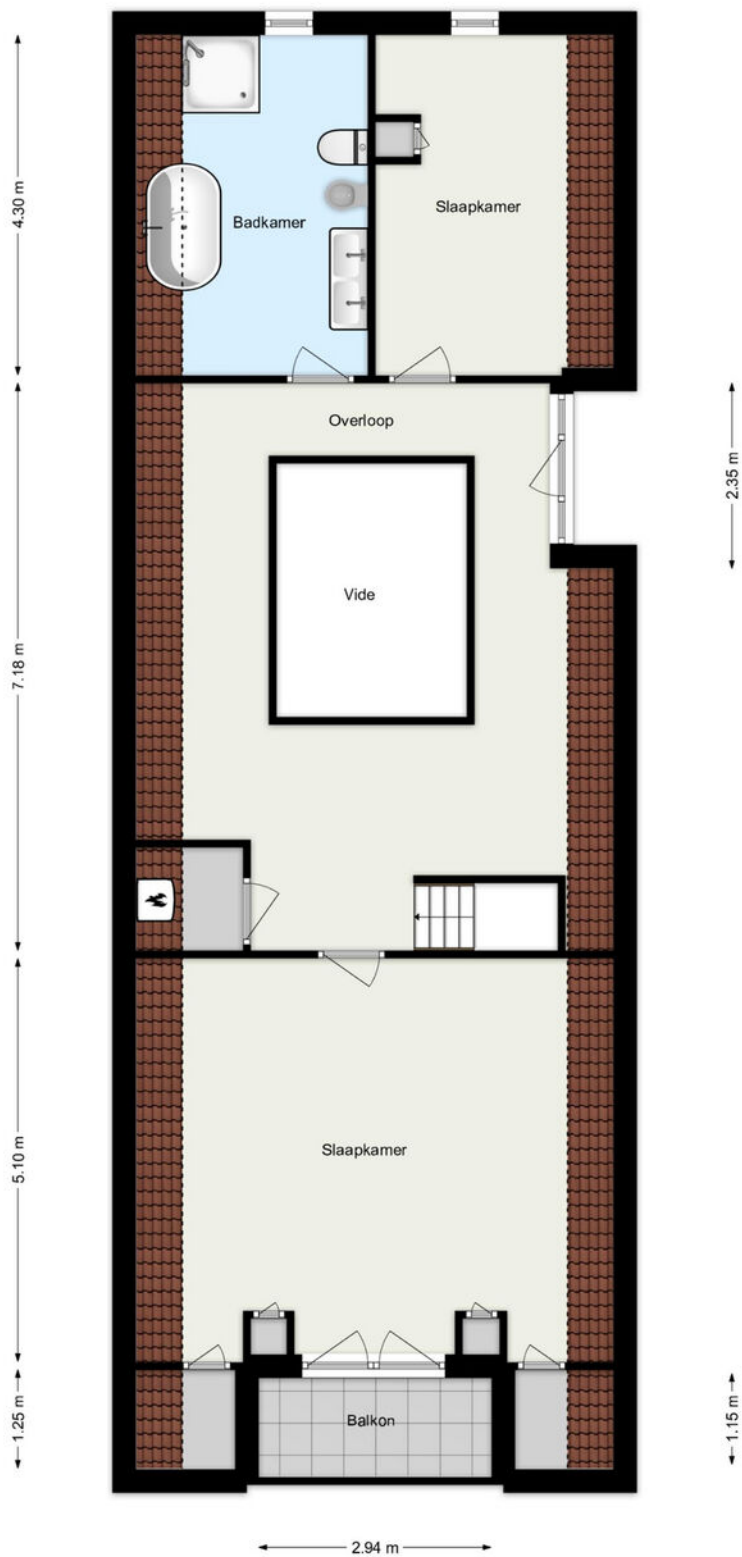 4.30 m
Badkamer
Slaapkamer
Overloop
2.35 m
Vide
7.18 m
Slaapkamer
5.10 m
Balkon
1.25 m
1.15 m
2.94 m